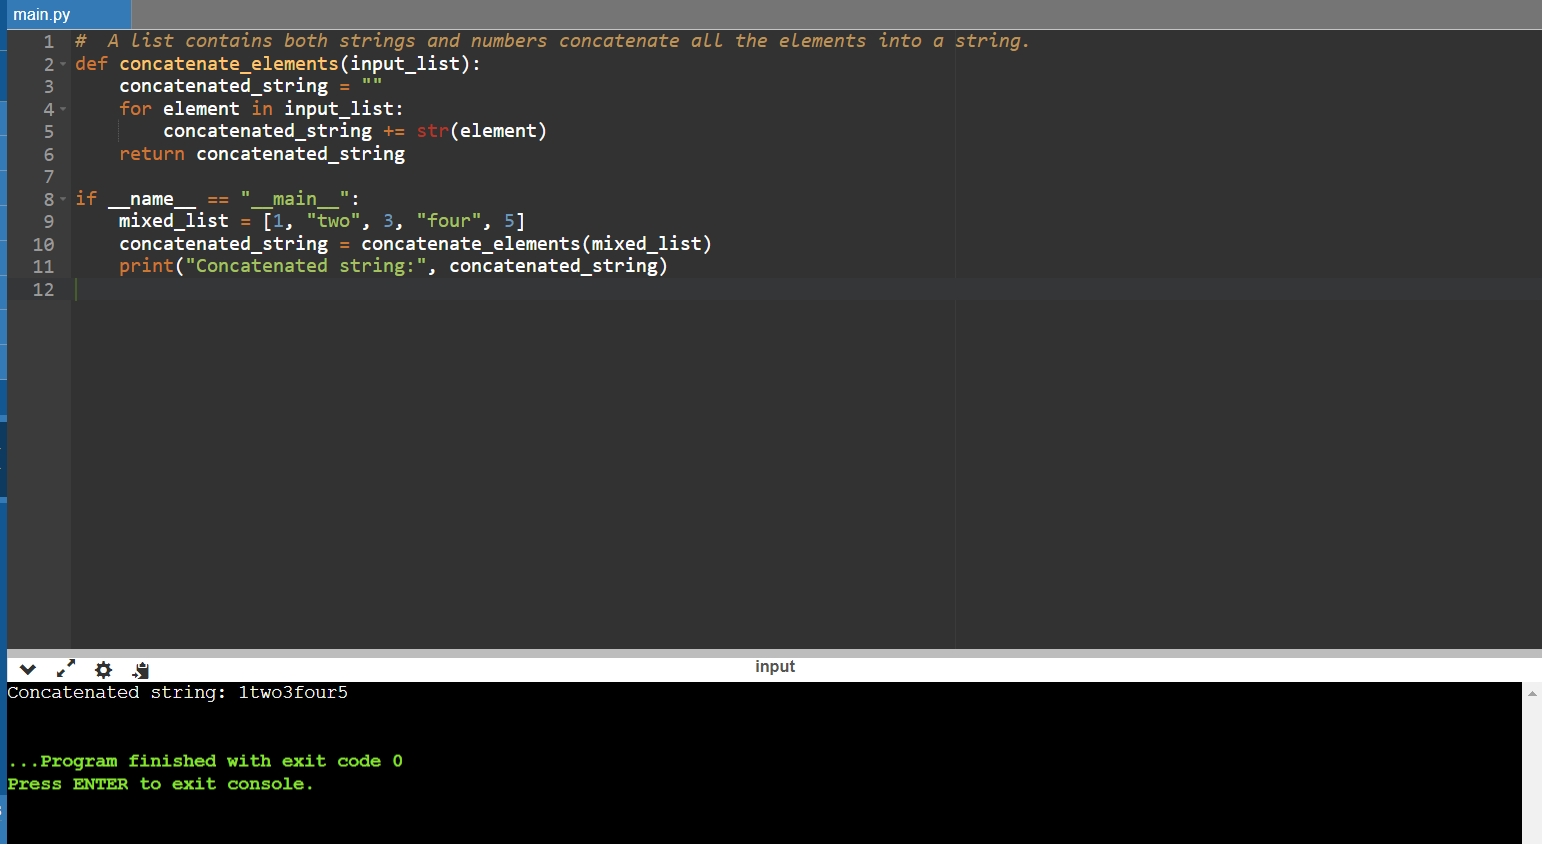 main.py
1 #  A list contains both strings and numbers concatenate all the elements into a string.
2 def concatenate_elements(input_list):
3     concatenated_string = ""
4     for element in input_list:
5         concatenated_string += str(element)
6     return concatenated_string
7
8 if __name__ == "__main__":
9     mixed_list = [1, "two", 3, "four", 5]
10     concatenated_string = concatenate_elements(mixed_list)
11     print("Concatenated string:", concatenated_string)
12
input
Concatenated string: 1two3four5
...Program finished with exit code 0
Press ENTER to exit console.